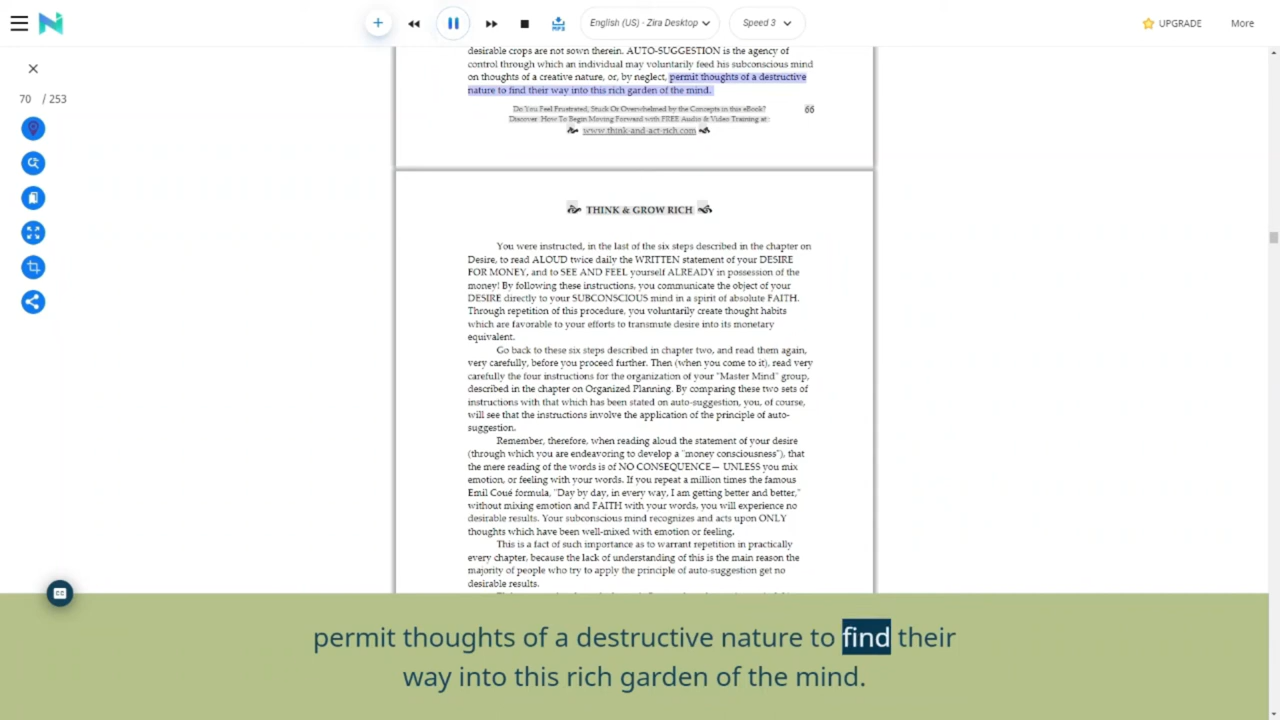 English (US) - Zira Desktop
Speed 3
UPGRADE
More
MP3
70 / 253
desirable crops are not sown therein. AUTO-SUGGESTION is the agency of
control through which an individual may voluntarily feed his subconscious mind
on thoughts of a creative nature, or, by neglect, permit thoughts of a destructive
nature to find their way into this rich garden of the mind.
Do You Feel Frustrated, Stuck Or Overwhelmed by the Concepts in this eBook?
66
Discover How To Begin Moving Forward with FREE Audio & Video Training at:
www.think-and-act-rich.com
THINK & GROW RICH
You were instructed, in the last of the six steps described in the chapter on
Desire, to read ALOUD twice daily the WRITTEN statement of your DESIRE
FOR MONEY, and to SEE AND FEEL yourself ALREADY in possession of the
money! By following these instructions, you communicate the object of your
DESIRE directly to your SUBCONSCIOUS mind in a spirit of absolute FAITH.
Through repetition of this procedure, you voluntarily create thought habits
which are favorable to your efforts to transmute desire into its monetary
equivalent.
Go back to these six steps described in chapter two, and read them again,
very carefully, before you proceed further. Then (when you come to it), read very
carefully the four instructions for the organization of your "Master Mind" group,
described in the chapter on Organized Planning. By comparing these two sets of
instructions with that which has been stated on auto-suggestion, you, of course,
will see that the instructions involve the application of the principle of auto-
suggestion.
Remember, therefore, when reading aloud the statement of your desire
(through which you are endeavoring to develop a "money consciousness"), that
the mere reading of the words is of NO CONSEQUENCE— UNLESS you mix
emotion, or feeling with your words. If you repeat a million times the famous
Emil Coué formula, "Day by day, in every way, I am getting better and better,"
without mixing emotion and FAITH with your words, you will experience no
desirable results. Your subconscious mind recognizes and acts upon ONLY
thoughts which have been well-mixed with emotion or feeling.
This is a fact of such importance as to warrant repetition in practically
every chapter, because the lack of understanding of this is the main reason the
majority of people who try to apply the principle of auto-suggestion get no
desirable results.
CC
permit thoughts of a destructive nature to find their
way into this rich garden of the mind.